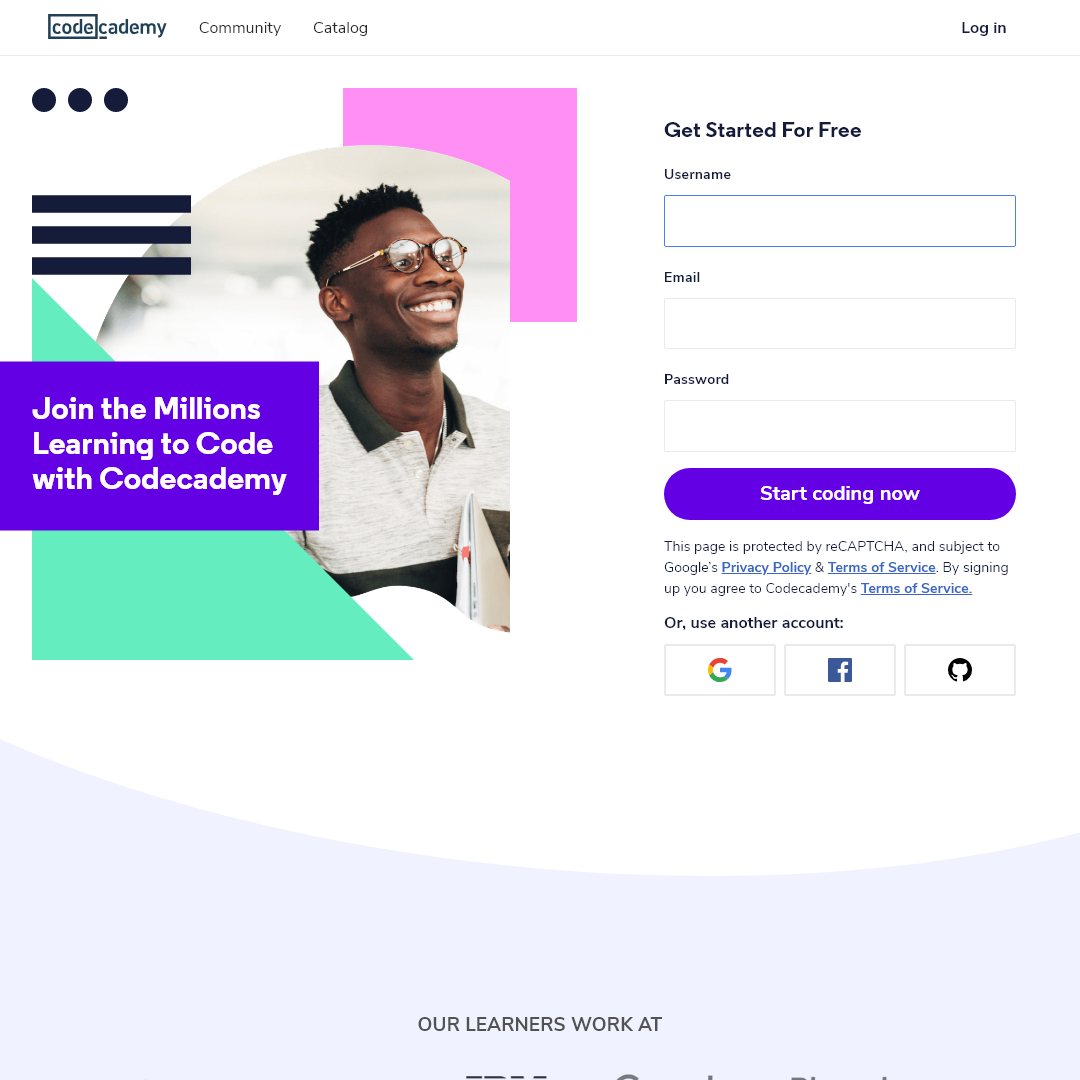 codecademy
Community
Catalog
Log in
Join the Millions
Learning to Code
with Codecademy
Get Started For Free
Username
Email
Password
Start coding now
This page is protected by reCAPTCHA, and subject to
Google's Privacy Policy & Terms of Service. By signing
up you agree to Codecademy's Terms of Service.
Or, use another account:
OUR LEARNERS WORK AT